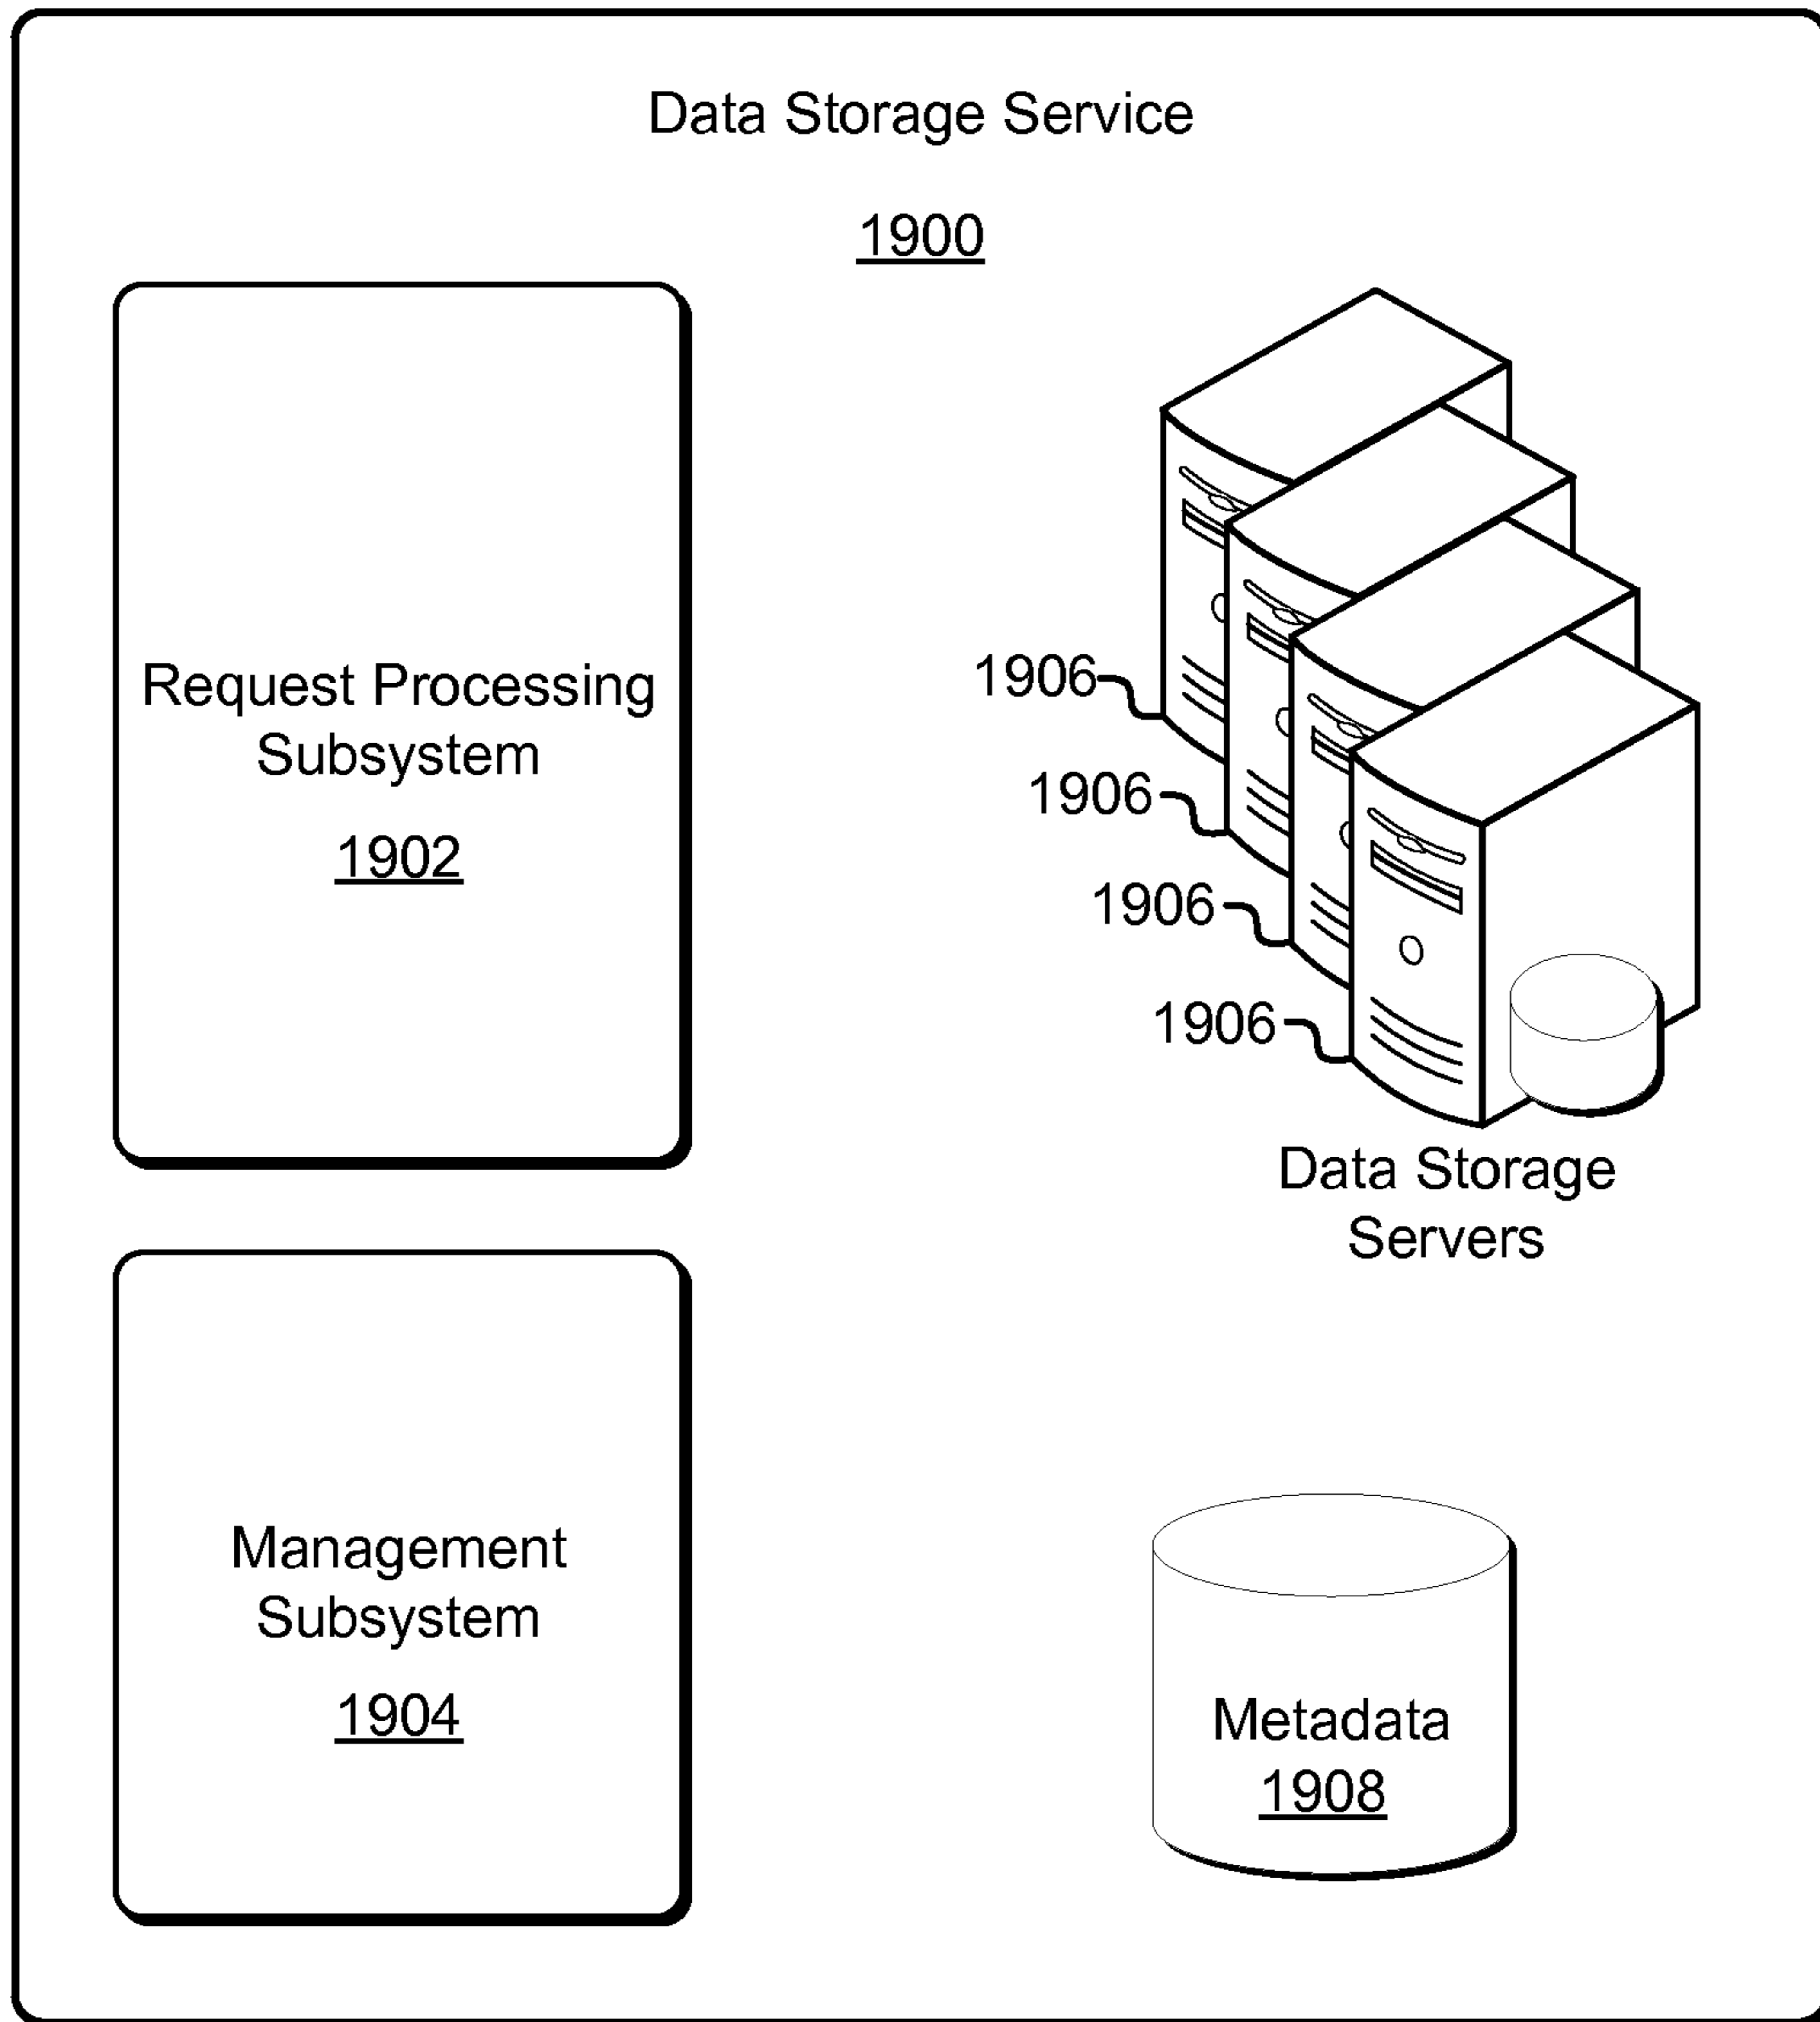 Data Storage Service
1900
Request Processing
Subsystem
1902
1906
1906
1906
1906
Data Storage
Servers
Management
Subsystem
1904
Metadata
1908